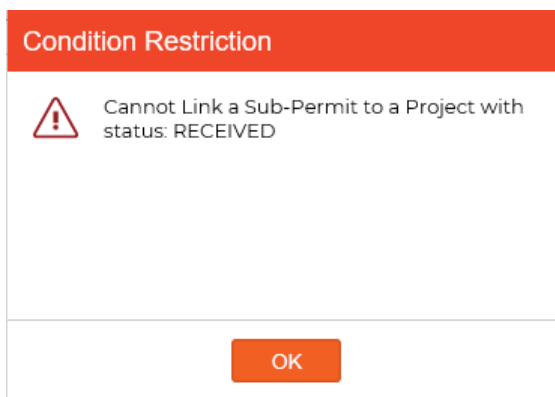 Condition Restriction
Cannot Link a Sub-Permit to a Project with
status: RECEIVED
OK